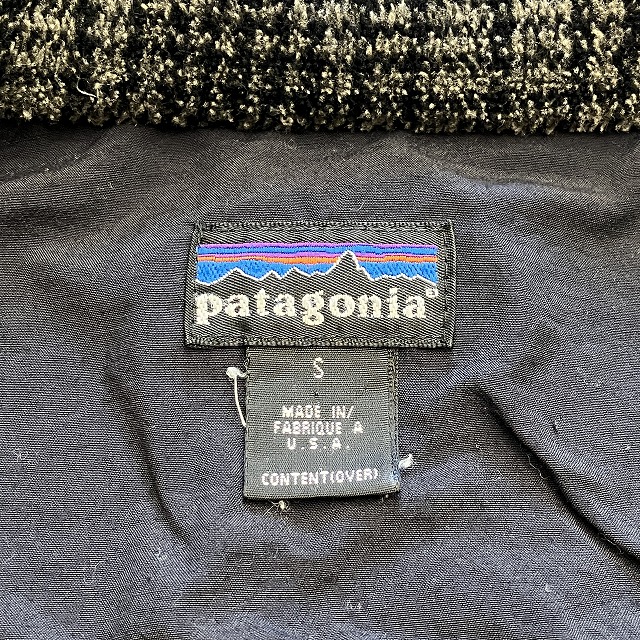 patagonia®
S
MADE IN/
FABRIQUE A
U.S.A.
CONTENT(OVER)